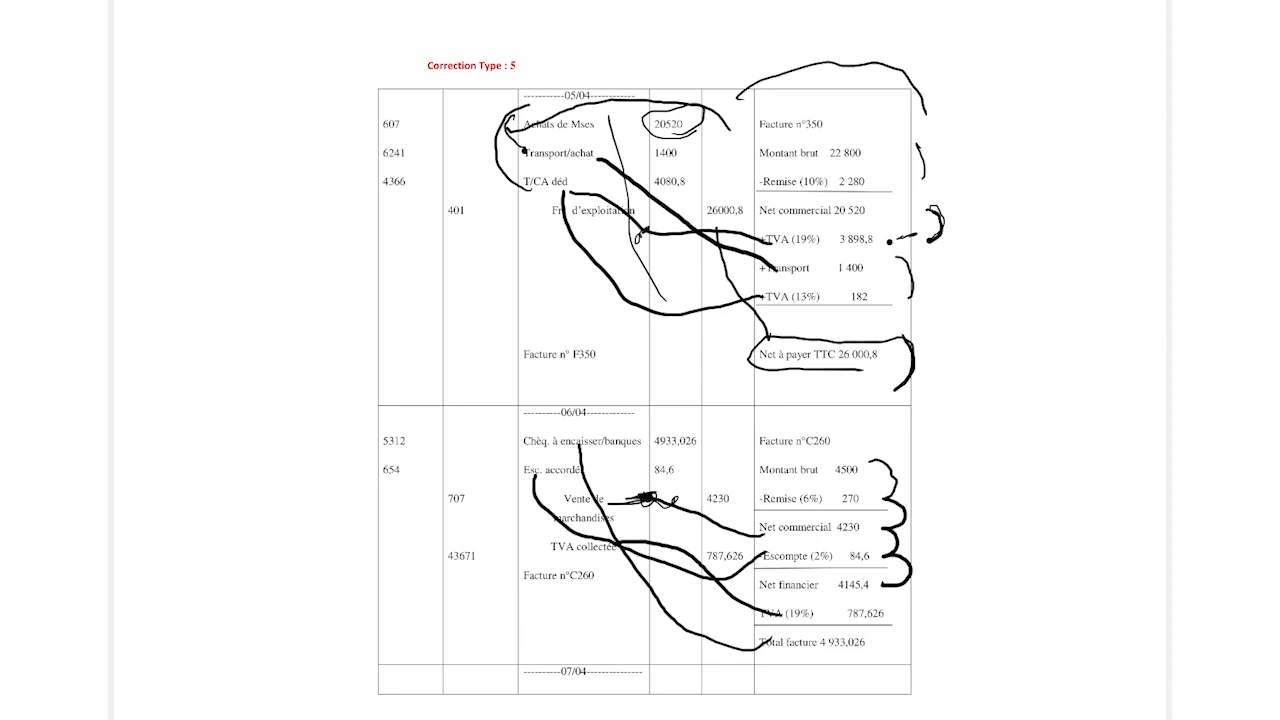 Correction Type : 5
-----------05/04------------
607 Achats de Mses 20520 Facture n°350
6241 Transport/achat 1400 Montant brut 22 800
4366 T/CA déd 4080,8 -Remise (10%) 2 280
401 d’exploitation 26000,8 Net commercial 20 520
+TVA (19%) 3 898,8
+Transport 1 400
+TVA (13%) 182
Facture n° F350 Net à payer TTC 26 000,8
----------06/04-------------
5312 Chèq. à encaisser/banques 4933,026 Facture n°C260
654 Esc. accordé 84,6 Montant brut 4500
707 Vente de 4230 -Remise (6%) 270
marchandises
Net commercial 4230
43671 TVA collectée 787,626 -Escompte (2%) 84,6
Facture n°C260 Net financier 4145,4
TVA (19%) 787,626
Total facture 4 933,026
----------07/04---------------